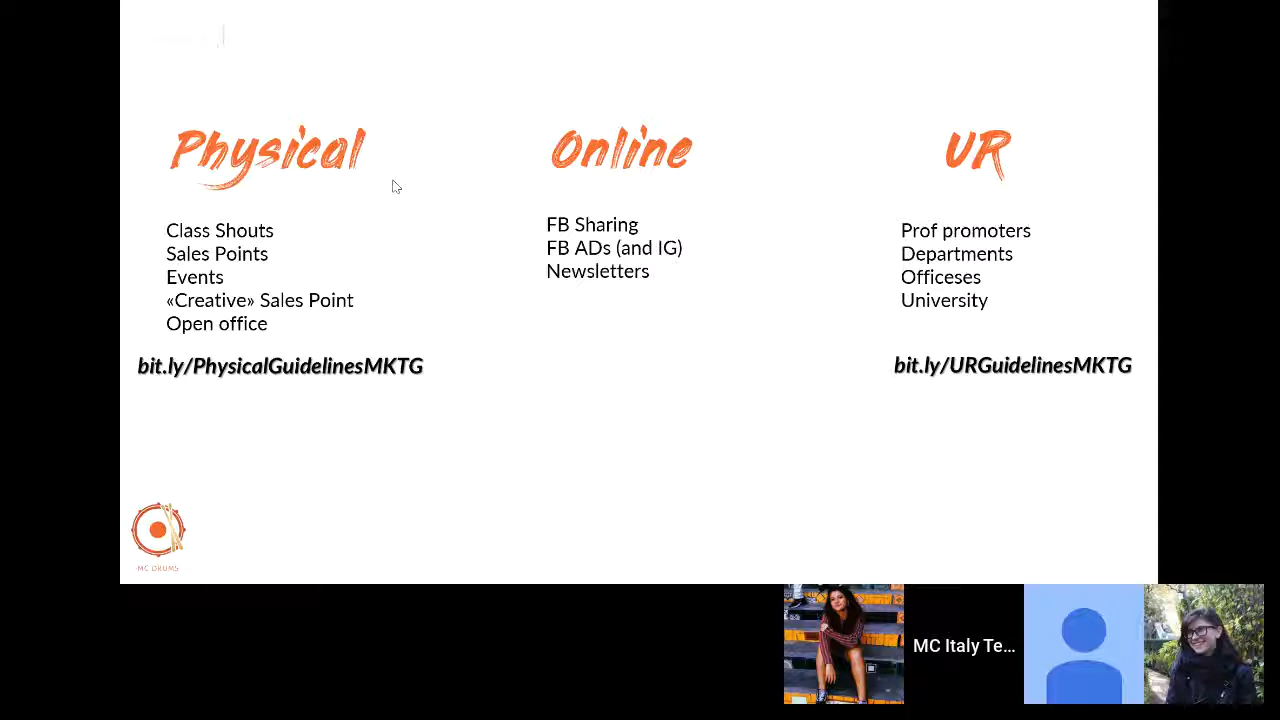 Physical
Class Shouts
Sales Points
Events
«Creative» Sales Point
Open office
bit.ly/PhysicalGuidelinesMKTG
Online
FB Sharing
FB ADs (and IG)
Newsletters
UR
Prof promoters
Departments
Officeses
University
bit.ly/URGuidelinesMKTG
MC DRUMS
MC Italy Te...